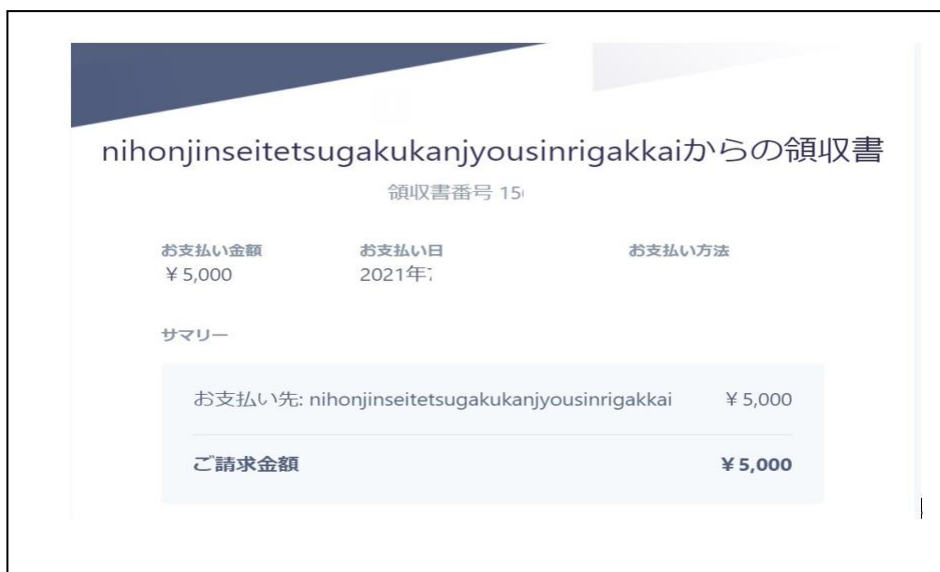 nihonjinseitetsugakukanjyousinrigakkaiからの領収書
領収書番号 15
お支払い金額 お支払い日 お支払い方法
¥5,000 2021年
サマリー
お支払い先: nihonjinseitetsugakukanjyousinrigakkai ¥5,000
ご請求金額 ¥5,000